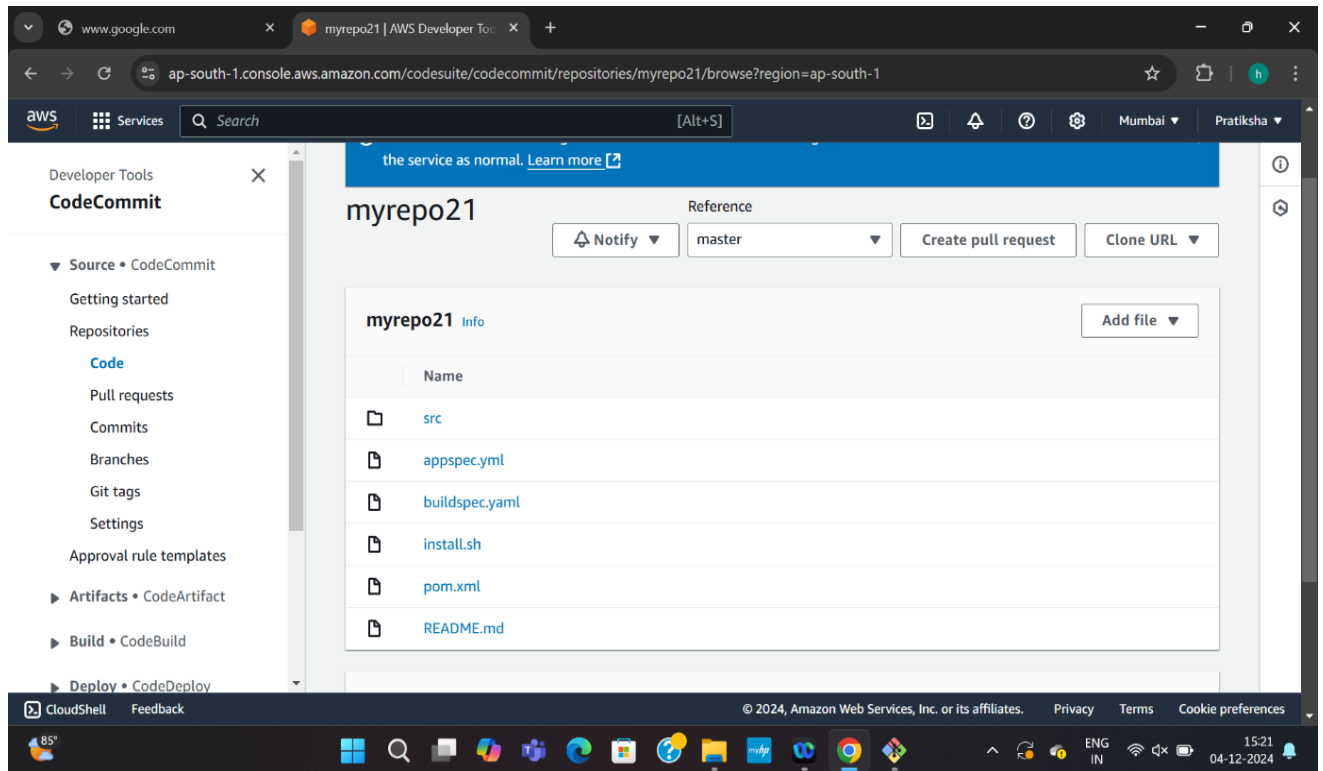 www.google.com
myrepo21 | AWS Developer Too
ap-south-1.console.aws.amazon.com/codesuite/codecommit/repositories/myrepo21/browse?region=ap-south-1
h
aws
Services
Search
[Alt+S]
Mumbai
Pratiksha
Developer Tools
CodeCommit
Source • CodeCommit
Getting started
Repositories
Code
Pull requests
Commits
Branches
Git tags
Settings
Approval rule templates
Artifacts • CodeArtifact
Build • CodeBuild
Deploy • CodeDeploy
the service as normal. Learn more
myrepo21
Reference
Notify
master
Create pull request
Clone URL
myrepo21 Info
Add file
Name
src
appspec.yml
buildspec.yaml
install.sh
pom.xml
README.md
CloudShell
Feedback
© 2024, Amazon Web Services, Inc. or its affiliates.
Privacy
Terms
Cookie preferences
85°
myhp
ENG
IN
15:21
04-12-2024